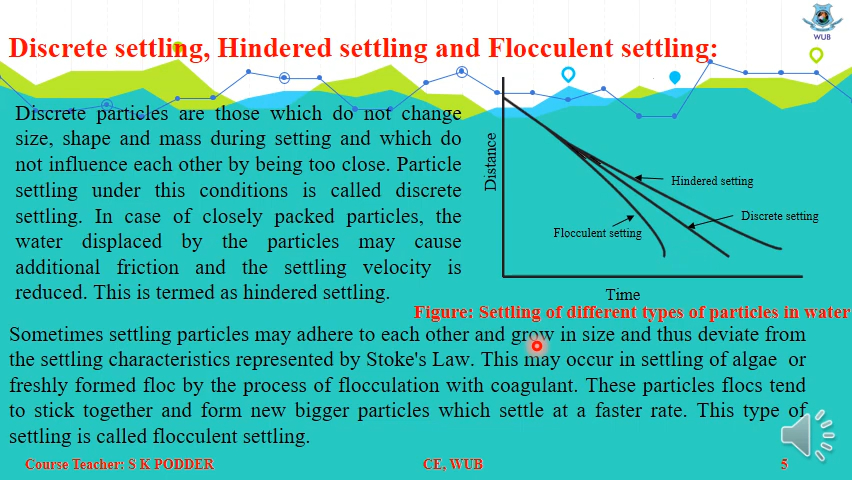 WUB
Discrete settling, Hindered settling and Flocculent settling:
Discrete particles are those which do not change
size, shape and mass during setting and which do
not influence each other by being too close. Particle
settling under this conditions is called discrete
settling. In case of closely packed particles, the
water displaced by the particles may cause
additional friction and the settling velocity is
reduced. This is termed as hindered settling.
Distance
Hindered setting
Discrete setting
Flocculent setting
Time
Figure: Settling of different types of particles in water
Sometimes settling particles may adhere to each other and grow in size and thus deviate from
the settling characteristics represented by Stoke's Law. This may occur in settling of algae or
freshly formed floc by the process of flocculation with coagulant. These particles flocs tend
to stick together and form new bigger particles which settle at a faster rate. This type of
settling is called flocculent settling.
Course Teacher: S K PODDER
CE, WUB
5